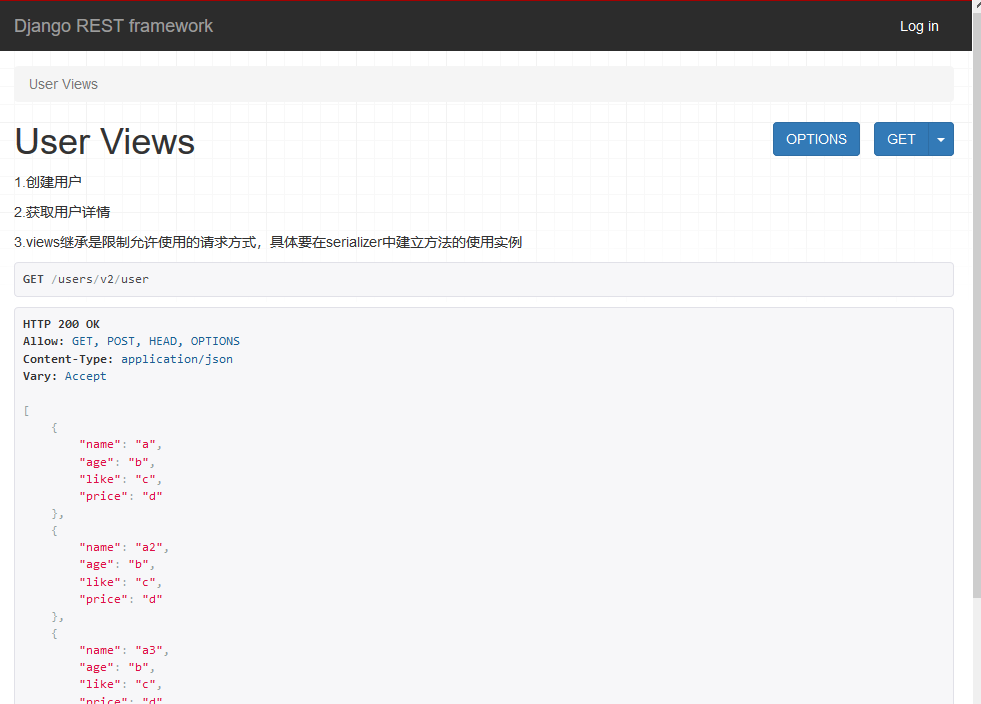 Django REST framework
Log in
User Views
User Views
OPTIONS
GET
1.创建用户
2.获取用户详情
3.views继承是限制允许使用的请求方式，具体要在serializer中建立方法的使用实例
GET /users/v2/user
HTTP 200 OK
Allow: GET, POST, HEAD, OPTIONS
Content-Type: application/json
Vary: Accept
[
{
"name": "a",
"age": "b",
"like": "c",
"price": "d"
},
{
"name": "a2",
"age": "b",
"like": "c",
"price": "d"
},
{
"name": "a3",
"age": "b",
"like": "c",
"price": "d"